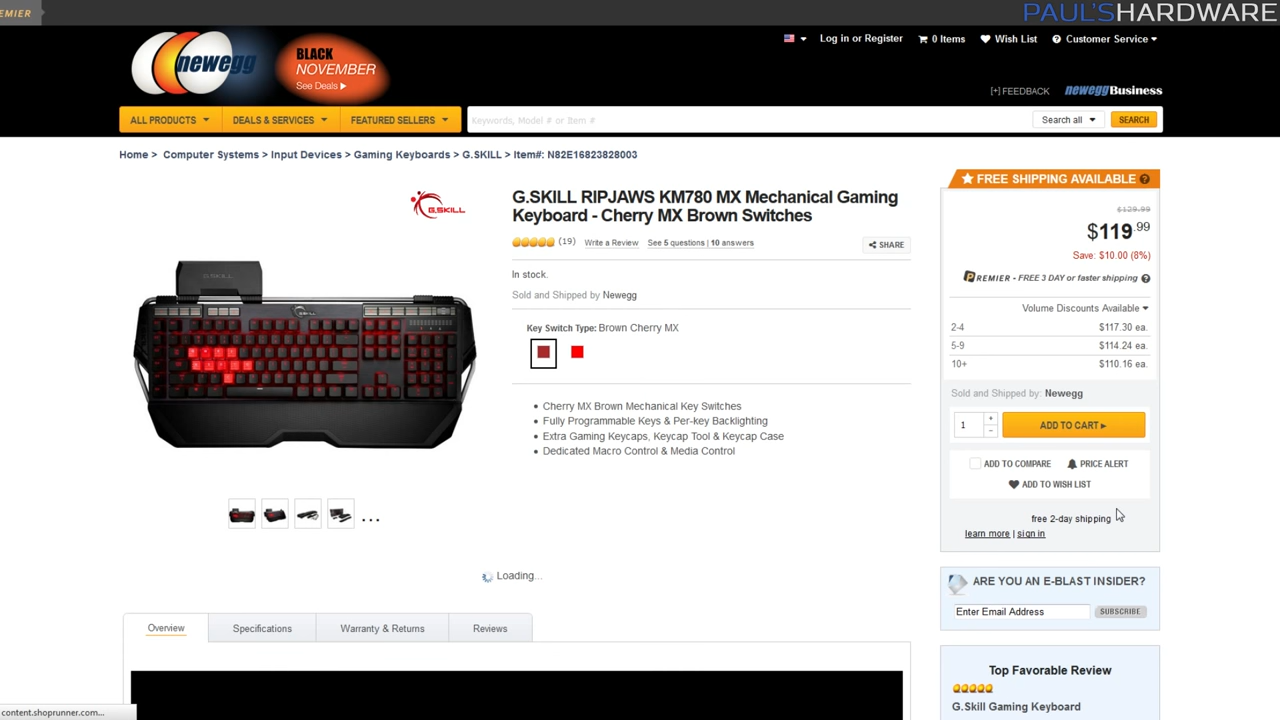 EMIER
PAUL'SHARDWARE
newegg
BLACK
NOVEMBER
See Deals ▶
Log in or Register
0 Items
Wish List
Customer Service
[+] FEEDBACK
neweggBusiness
ALL PRODUCTS
DEALS & SERVICES
FEATURED SELLERS
Keywords, Model # or Item #
Search all
SEARCH
Home > Computer Systems > Input Devices > Gaming Keyboards > G.SKILL > Item#: N82E16823828003
G.SKILL
G.SKILL RIPJAWS KM780 MX Mechanical Gaming
Keyboard - Cherry MX Brown Switches
(19) Write a Review See 5 questions | 10 answers
SHARE
In stock.
Sold and Shipped by Newegg
Key Switch Type: Brown Cherry MX
• Cherry MX Brown Mechanical Key Switches
• Fully Programmable Keys & Per-key Backlighting
• Extra Gaming Keycaps, Keycap Tool & Keycap Case
• Dedicated Macro Control & Media Control
G.SKILL
Loading...
Overview
Specifications
Warranty & Returns
Reviews
FREE SHIPPING AVAILABLE
$129.99
$119.99
Save: $10.00 (8%)
PREMIER - FREE 3 DAY or faster shipping
Volume Discounts Available
2-4 $117.30 ea.
5-9 $114.24 ea.
10+ $110.16 ea.
Sold and Shipped by: Newegg
1
ADD TO CART ▸
ADD TO COMPARE
PRICE ALERT
ADD TO WISH LIST
free 2-day shipping
learn more | sign in
ARE YOU AN E-BLAST INSIDER?
Enter Email Address
SUBSCRIBE
Top Favorable Review
G.Skill Gaming Keyboard
content.shoprunner.com...